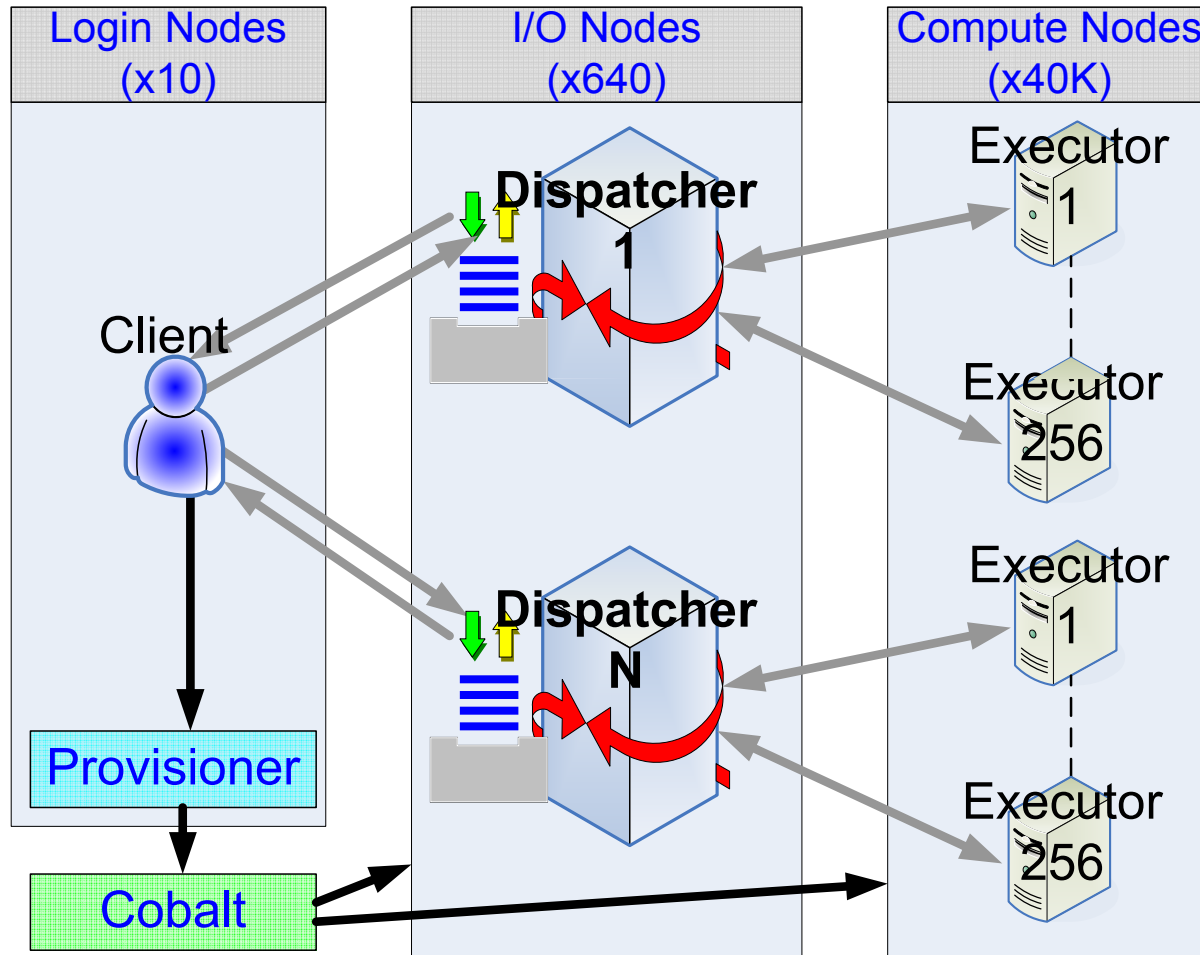 Login Nodes
(x10)
I/O Nodes
(x640)
Compute Nodes
(x40K)
Client
Provisioner
Cobalt
Dispatcher
1
Dispatcher
N
Executor
1
Executor
256
Executor
1
Executor
256